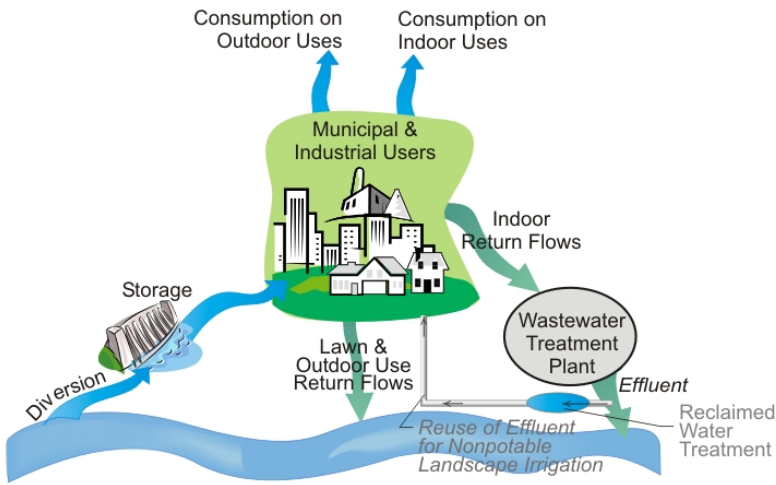 Consumption on
Outdoor Uses
Consumption on
Indoor Uses
Municipal &
Industrial Users
Indoor
Return Flows
Storage
Wastewater
Treatment
Plant
Lawn &
Outdoor Use
Return Flows
Diversion
Effluent
Reuse of Effluent
for Nonpotable
Landscape Irrigation
Reclaimed
Water
Treatment